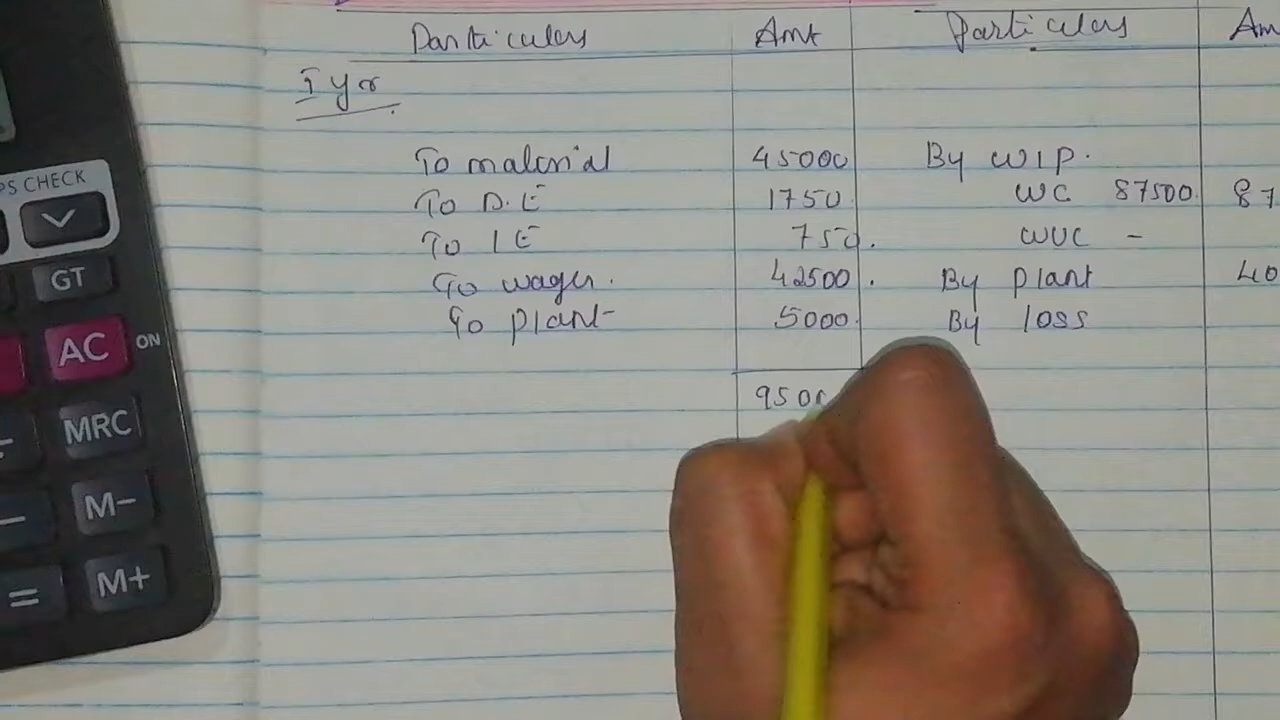 Particulars Amt Particulars Am
I yr
To material 45000 By WIP.
To D.E 1750 WC 87500 87
To I E 750. WUC -
To wages. 42500. By plant 40
To plant 5000. By loss
950
PS CHECK
GT
AC ON
MRC
M-
M+
=